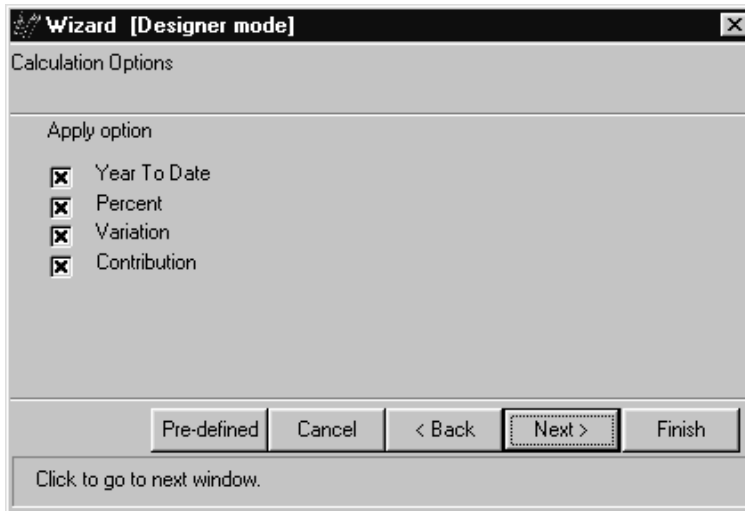 Wizard [Designer mode]
Calculation Options
Apply option
Year To Date
Percent
Variation
Contribution
Pre-defined Cancel < Back Next > Finish
Click to go to next window.